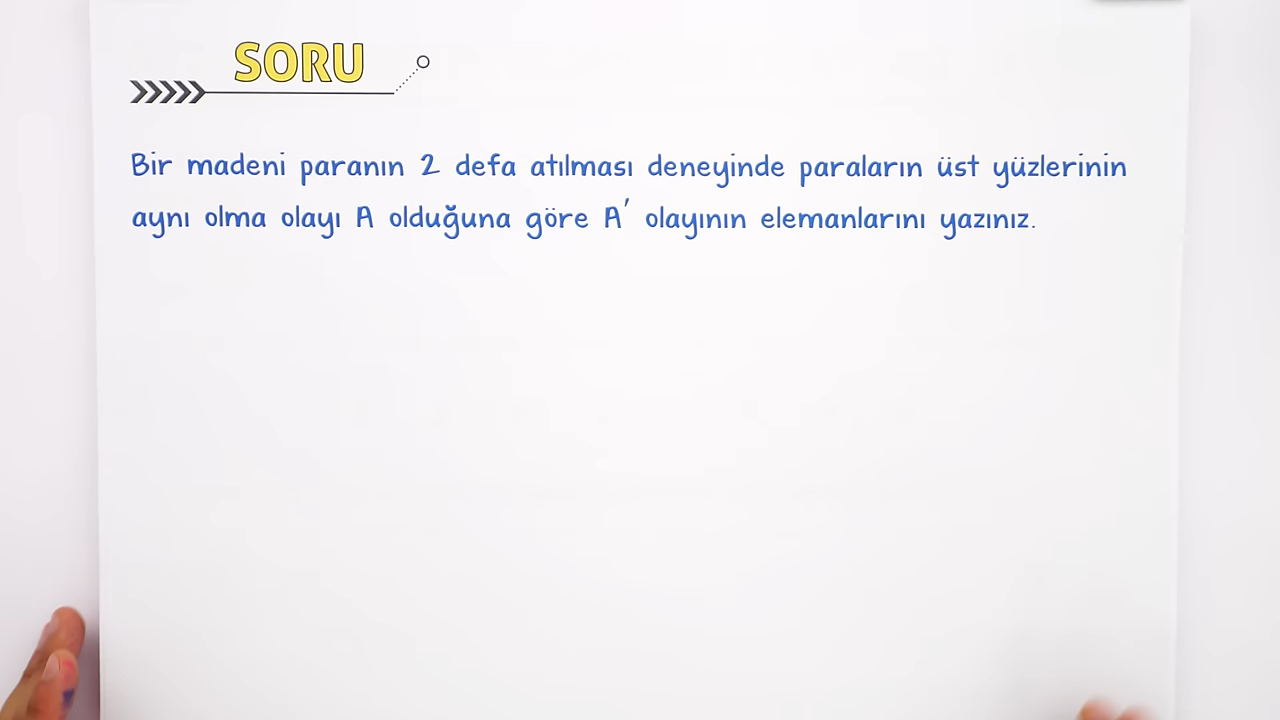 SORU
Bir madeni paranın 2 defa atılması deneyinde paraların üst yüzlerinin
aynı olma olayı A olduğuna göre A′ olayının elemanlarını yazınız.